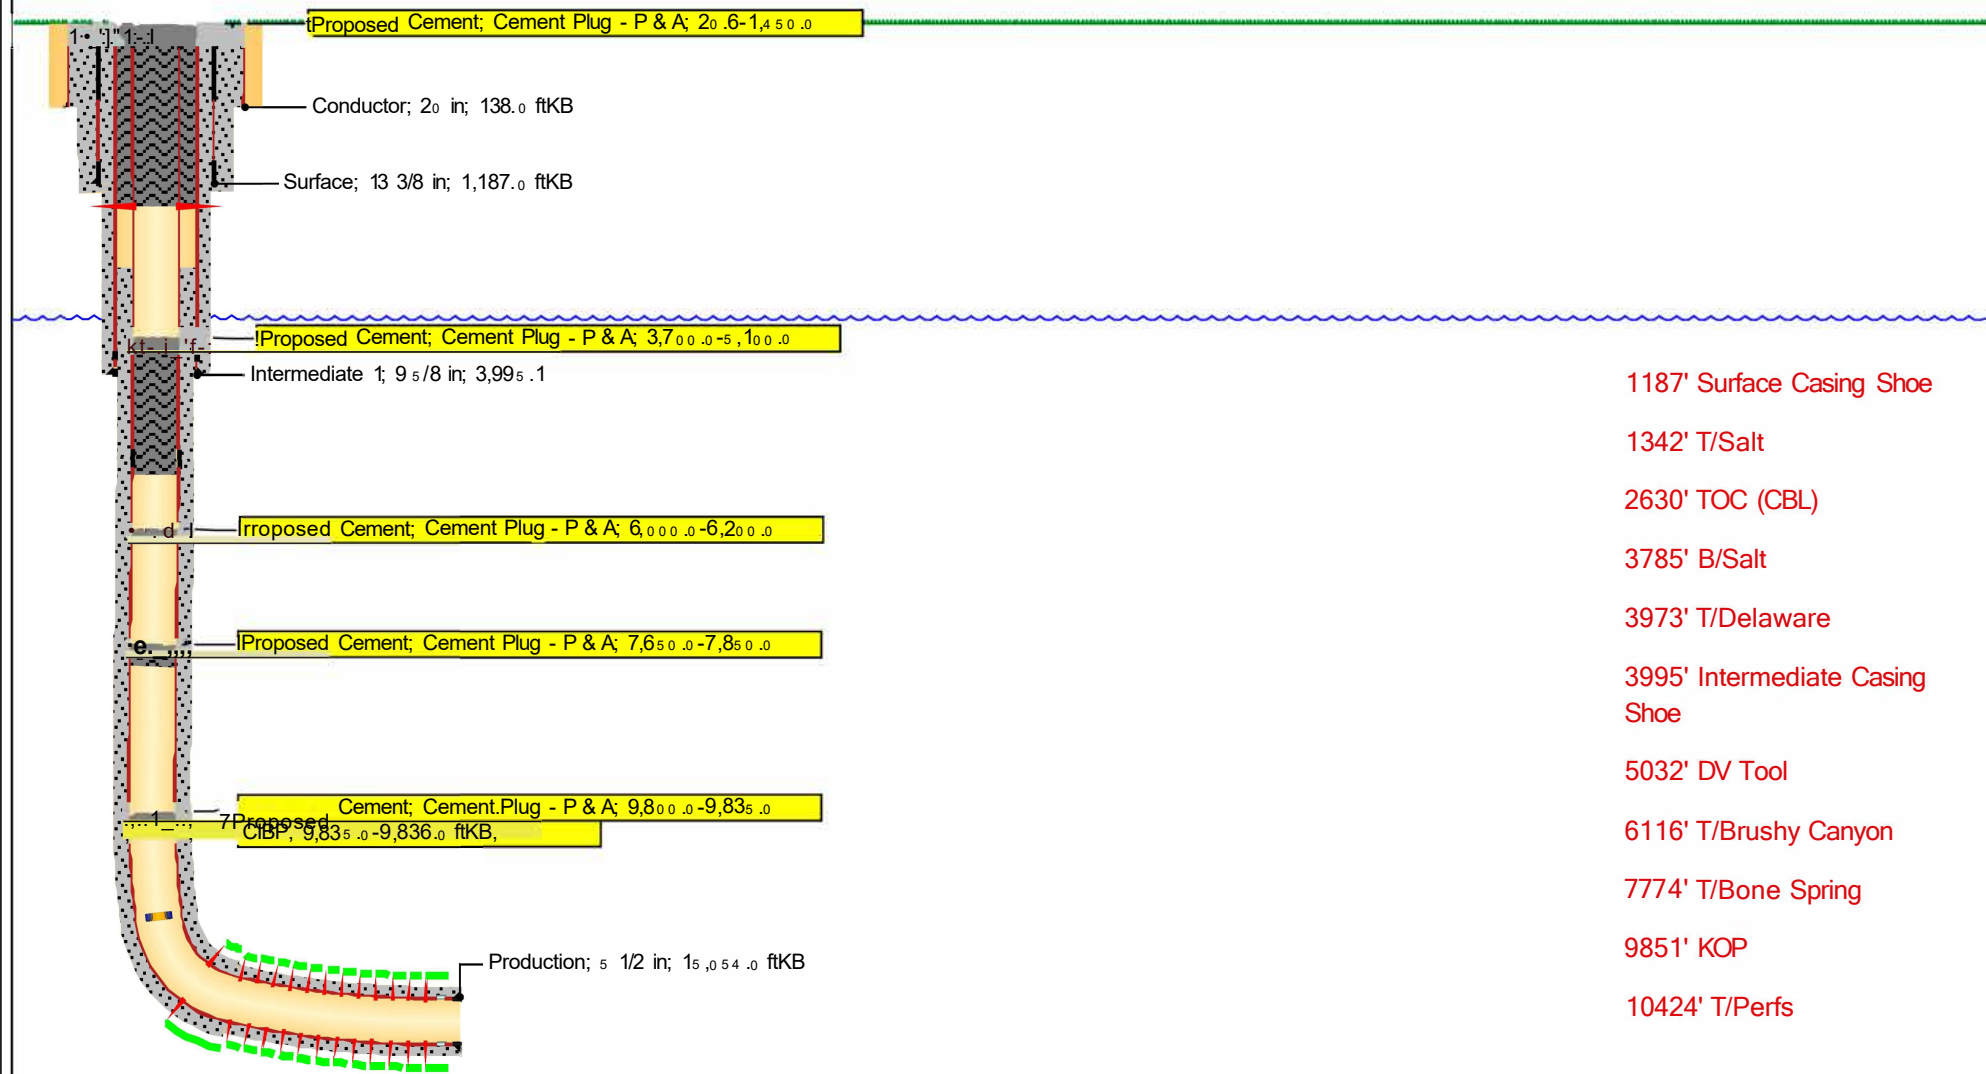 tProposed Cement; Cement Plug - P & A; 20.6-1,450.0
Conductor; 20 in; 138.0 ftKB
Surface; 13 3/8 in; 1,187.0 ftKB
!Proposed Cement; Cement Plug - P & A; 3,700.0-5,100.0
Intermediate 1; 9 5/8 in; 3,995.1
Irroposed Cement; Cement Plug - P & A; 6,000.0-6,200.0
lProposed Cement; Cement Plug - P & A; 7,650.0-7,850.0
7Proposed Cement; Cement.Plug - P & A; 9,800.0-9,835.0
CIBP, 9,835.0-9,836.0 ftKB,
Production; 5 1/2 in; 15,054.0 ftKB
1187' Surface Casing Shoe
1342' T/Salt
2630' TOC (CBL)
3785' B/Salt
3973' T/Delaware
3995' Intermediate Casing
Shoe
5032' DV Tool
6116' T/Brushy Canyon
7774' T/Bone Spring
9851' KOP
10424' T/Perfs